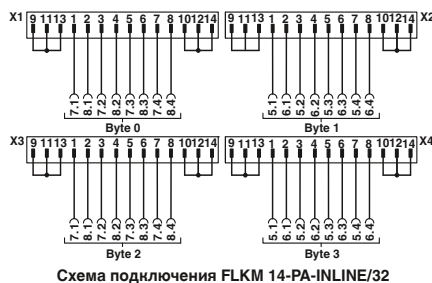 X1 9 11 13 1 2 3 4 5 6 7 8 10 12 14
9 11 13 1 2 3 4 5 6 7 8 10 12 14 X2
7.1 8.1 7.2 8.2 7.3 8.3 7.4 8.4
5.1 6.1 5.2 6.2 5.3 6.3 5.4 6.4
Byte 0
Byte 1
X3 9 11 13 1 2 3 4 5 6 7 8 10 12 14
9 11 13 1 2 3 4 5 6 7 8 10 12 14 X4
7.1 8.1 7.2 8.2 7.3 8.3 7.4 8.4
5.1 6.1 5.2 6.2 5.3 6.3 5.4 6.4
Byte 2
Byte 3
Схема подключения FLKM 14-PA-INLINE/32